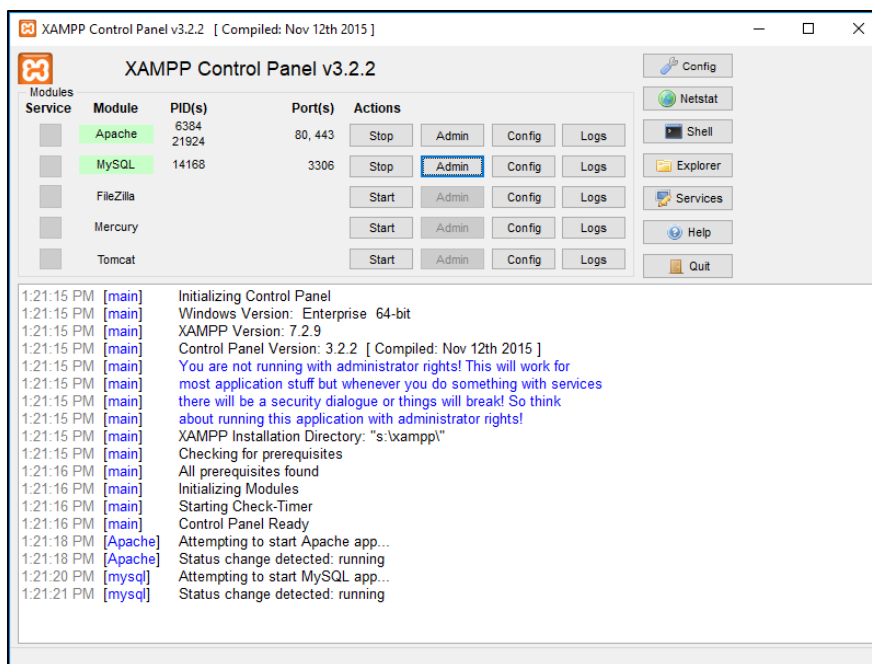 XAMPP Control Panel v3.2.2 [ Compiled: Nov 12th 2015 ]
XAMPP Control Panel v3.2.2
Config
Modules
Service Module PID(s) Port(s) Actions
Netstat
Apache 6384 21924 80, 443 Stop Admin Config Logs
Shell
MySQL 14168 3306 Stop Admin Config Logs
Explorer
FileZilla Start Admin Config Logs
Services
Mercury Start Admin Config Logs
Help
Tomcat Start Admin Config Logs
Quit
1:21:15 PM [main] Initializing Control Panel
1:21:15 PM [main] Windows Version: Enterprise 64-bit
1:21:15 PM [main] XAMPP Version: 7.2.9
1:21:15 PM [main] Control Panel Version: 3.2.2 [ Compiled: Nov 12th 2015 ]
1:21:15 PM [main] You are not running with administrator rights! This will work for
1:21:15 PM [main] most application stuff but whenever you do something with services
1:21:15 PM [main] there will be a security dialogue or things will break! So think
1:21:15 PM [main] about running this application with administrator rights!
1:21:15 PM [main] XAMPP Installation Directory: "s:\xampp\"
1:21:15 PM [main] Checking for prerequisites
1:21:16 PM [main] All prerequisites found
1:21:16 PM [main] Initializing Modules
1:21:16 PM [main] Starting Check-Timer
1:21:16 PM [main] Control Panel Ready
1:21:18 PM [Apache] Attempting to start Apache app...
1:21:18 PM [Apache] Status change detected: running
1:21:20 PM [mysql] Attempting to start MySQL app...
1:21:21 PM [mysql] Status change detected: running